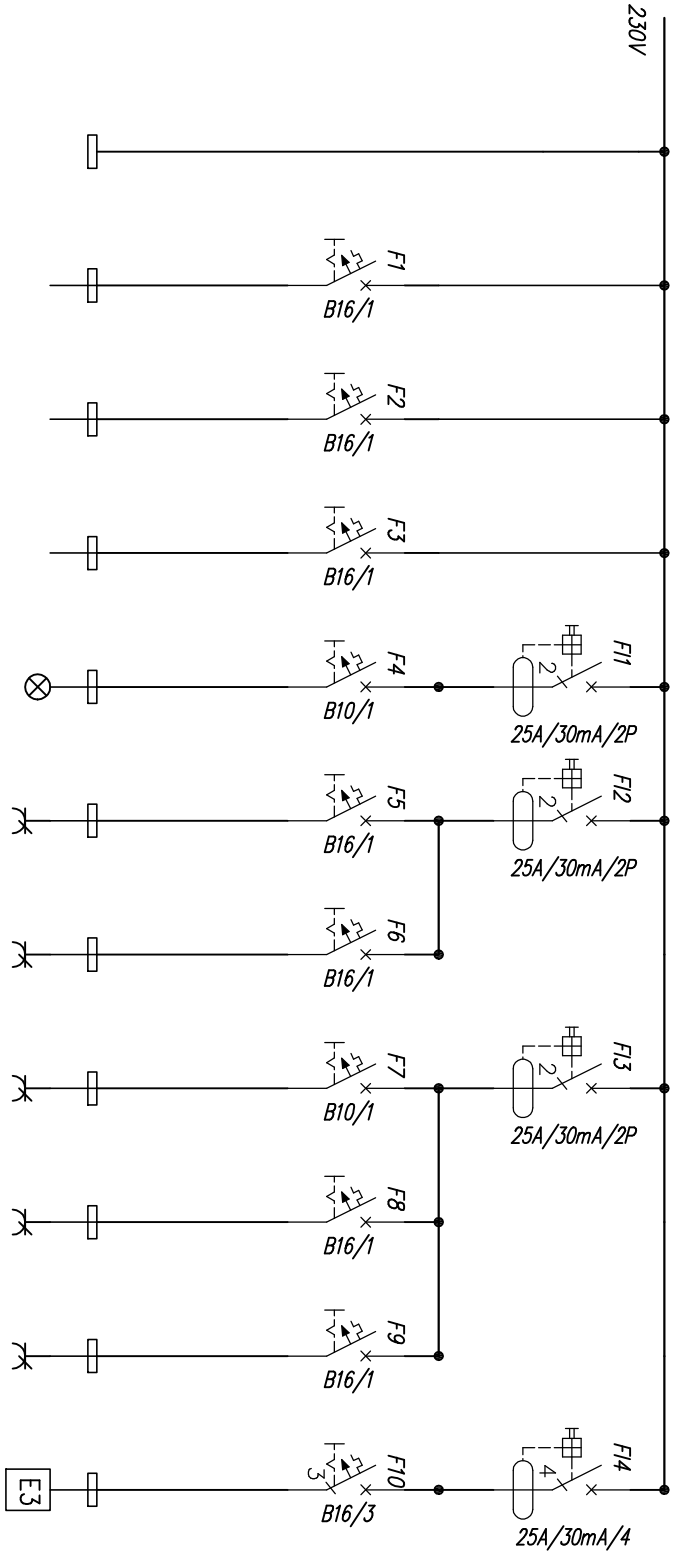 230V
F1
B16/1
F2
B16/1
F3
B16/1
FI1
2
25A/30mA/2P
F4
B10/1
FI2
2
25A/30mA/2P
F5
B16/1
F6
B16/1
FI3
2
25A/30mA/2P
F7
B10/1
F8
B16/1
F9
B16/1
FI4
4
25A/30mA/4
F10
3
B16/3
E3